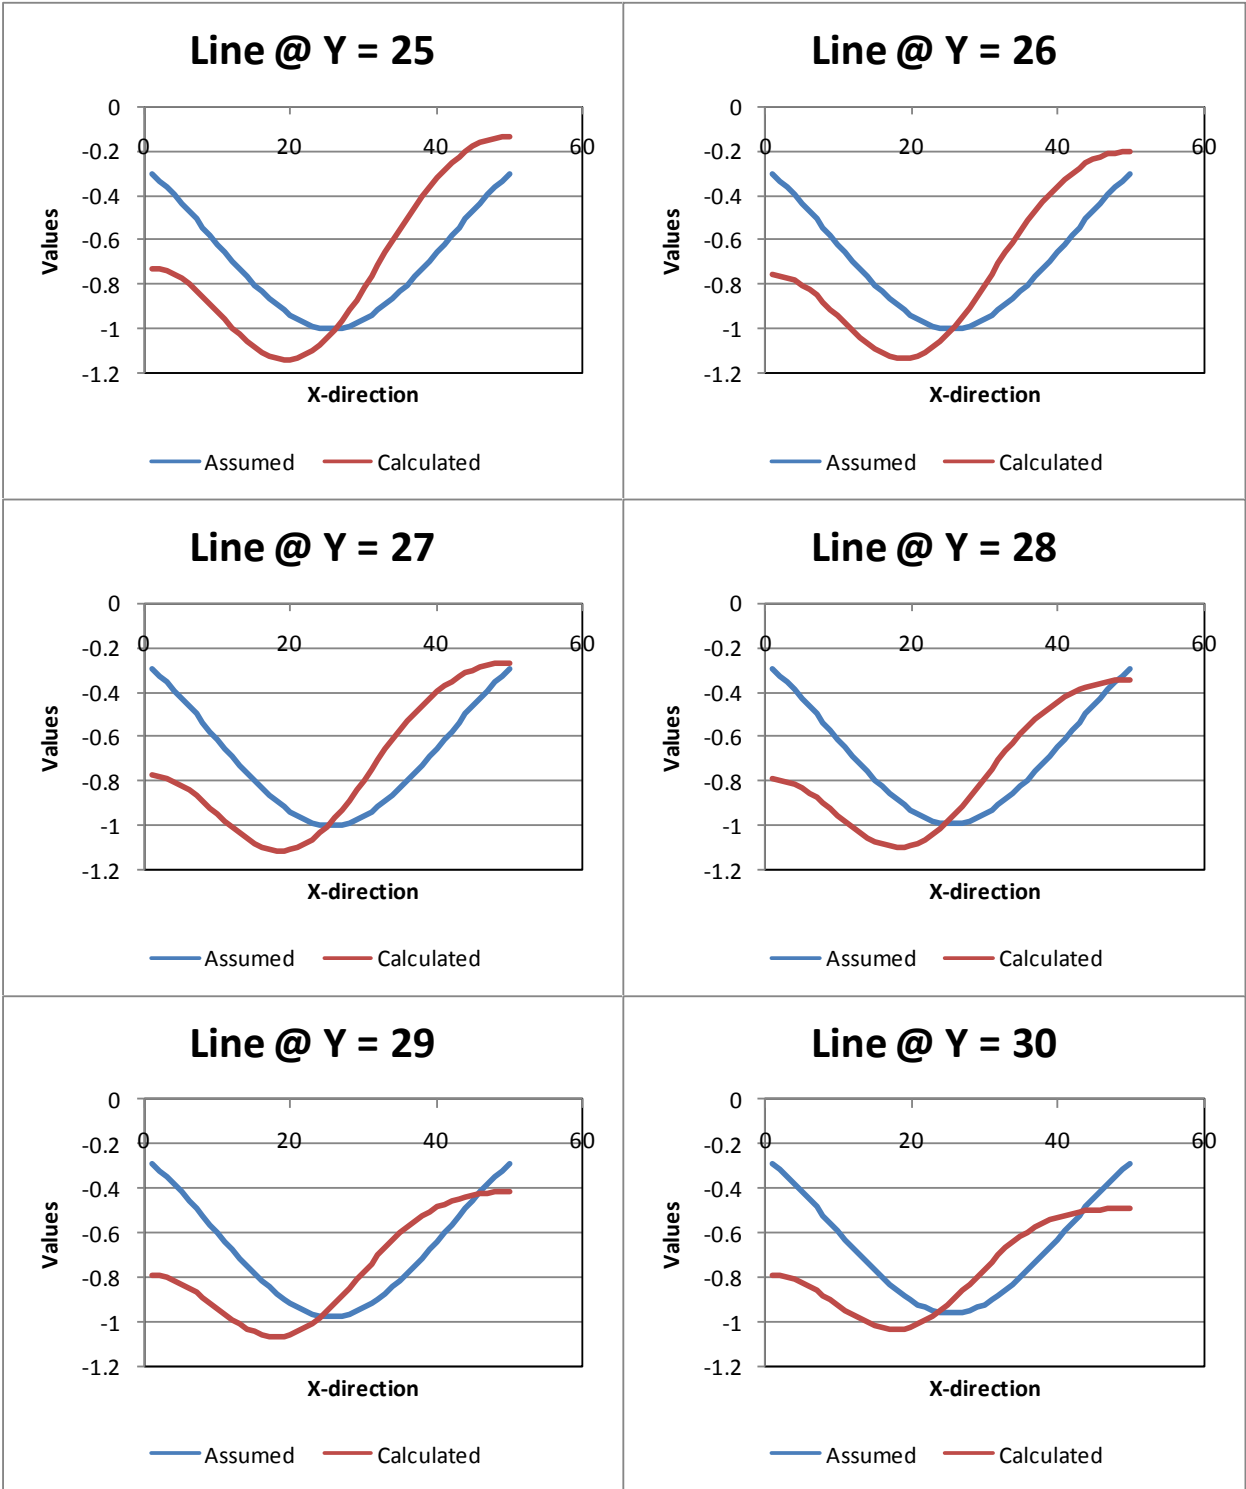 Line @ Y = 25
0
-0.2
-0.4
-0.6
-0.8
-1
-1.2
0 20 40 60
Values
X-direction
Assumed Calculated
Line @ Y = 26
0
-0.2
-0.4
-0.6
-0.8
-1
-1.2
0 20 40 60
Values
X-direction
Assumed Calculated
Line @ Y = 27
0
-0.2
-0.4
-0.6
-0.8
-1
-1.2
0 20 40 60
Values
X-direction
Assumed Calculated
Line @ Y = 28
0
-0.2
-0.4
-0.6
-0.8
-1
-1.2
0 20 40 60
Values
X-direction
Assumed Calculated
Line @ Y = 29
0
-0.2
-0.4
-0.6
-0.8
-1
-1.2
0 20 40 60
Values
X-direction
Assumed Calculated
Line @ Y = 30
0
-0.2
-0.4
-0.6
-0.8
-1
-1.2
0 20 40 60
Values
X-direction
Assumed Calculated